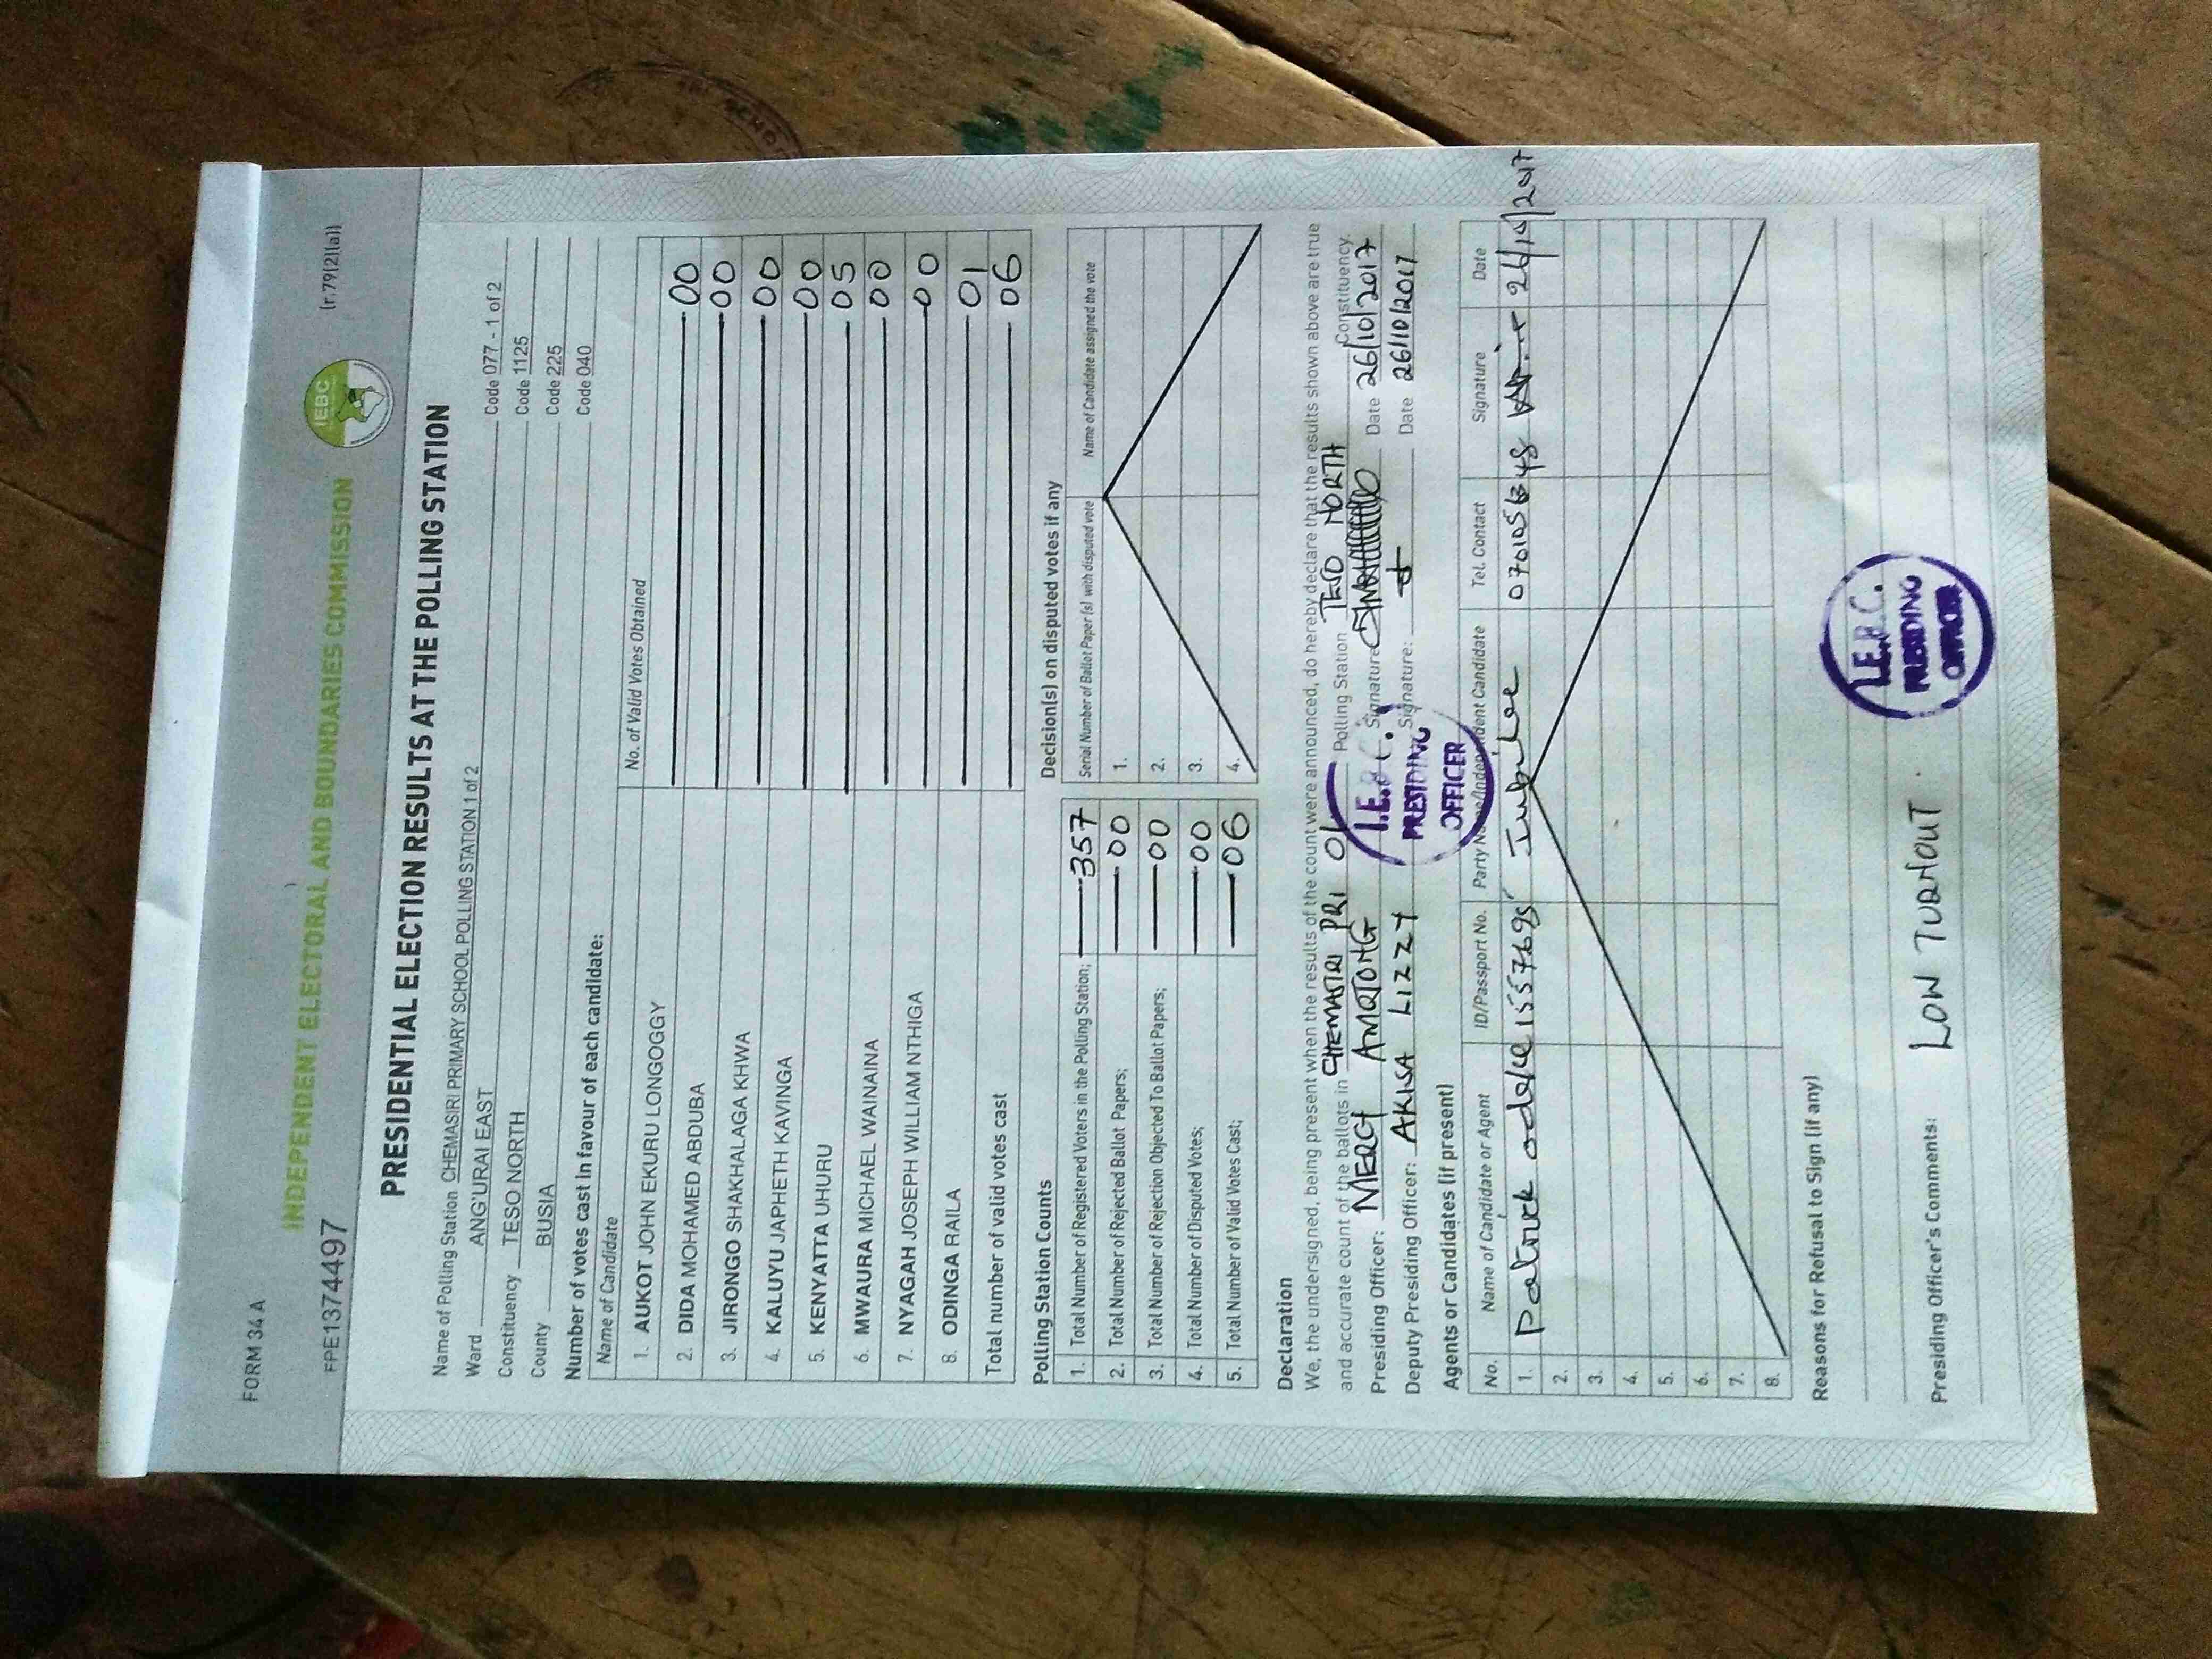 FORM 34 A
(r.79(2)(a))
IEBC
INDEPENDENT ELECTORAL AND BOUNDARIES COMMISSION
FPE1374497
PRESIDENTIAL ELECTION RESULTS AT THE POLLING STATION
Name of Polling Station CHEMASIRI PRIMARY SCHOOL POLLING STATION 1 of 2 Code 077 - 1 of 2
Ward ANG'URAI EAST Code 1125
Constituency TESO NORTH Code 225
County BUSIA Code 040
Number of votes cast in favour of each candidate:
Name of Candidate No. of Valid Votes Obtained
1. AUKOT JOHN EKURU LONGOGGY 00
2. DIDA MOHAMED ABDUBA 00
3. JIRONGO SHAKHALAGA KHWA 00
4. KALUYU JAPHETH KAVINGA 00
5. KENYATTA UHURU 05
6. MWAURA MICHAEL WAINAINA 00
7. NYAGAH JOSEPH WILLIAM NTHIGA 00
8. ODINGA RAILA 01
Total number of valid votes cast 06
Polling Station Counts
1. Total Number of Registered Voters in the Polling Station; 357
2. Total Number of Rejected Ballot Papers; 00
3. Total Number of Rejection Objected To Ballot Papers; 00
4. Total Number of Disputed Votes; 00
5. Total Number of Valid Votes Cast; 06
Decision(s) on disputed votes if any
Serial Number of Ballot Paper(s) with disputed vote Name of Candidate assigned the vote
1.
2.
3.
4.
Declaration
We, the undersigned, being present when the results of the count were announced, do hereby declare that the results shown above are true
and accurate count of the ballots in CHEMASIRI PRI 01 Polling Station TESO NORTH Constituency.
Presiding Officer: MERCY AMOTONG Signature Date 26/10/2017
Deputy Presiding Officer: AKISA LIZZY Signature: Date 26/10/2017
I.E.B.C. PRESIDING OFFICER
Agents or Candidates (if present)
No. Name of Candidate or Agent ID/Passport No. Party Name/Independent Candidate Tel. Contact Signature Date
1. Patrick 15576985 Jubilee 26/10/2017
2.
3.
4.
5.
6.
7.
8.
Reasons for Refusal to Sign (if any)
Presiding Officer's Comments: LOW TURNOUT.
I.E.B.C. PRESIDING OFFICER